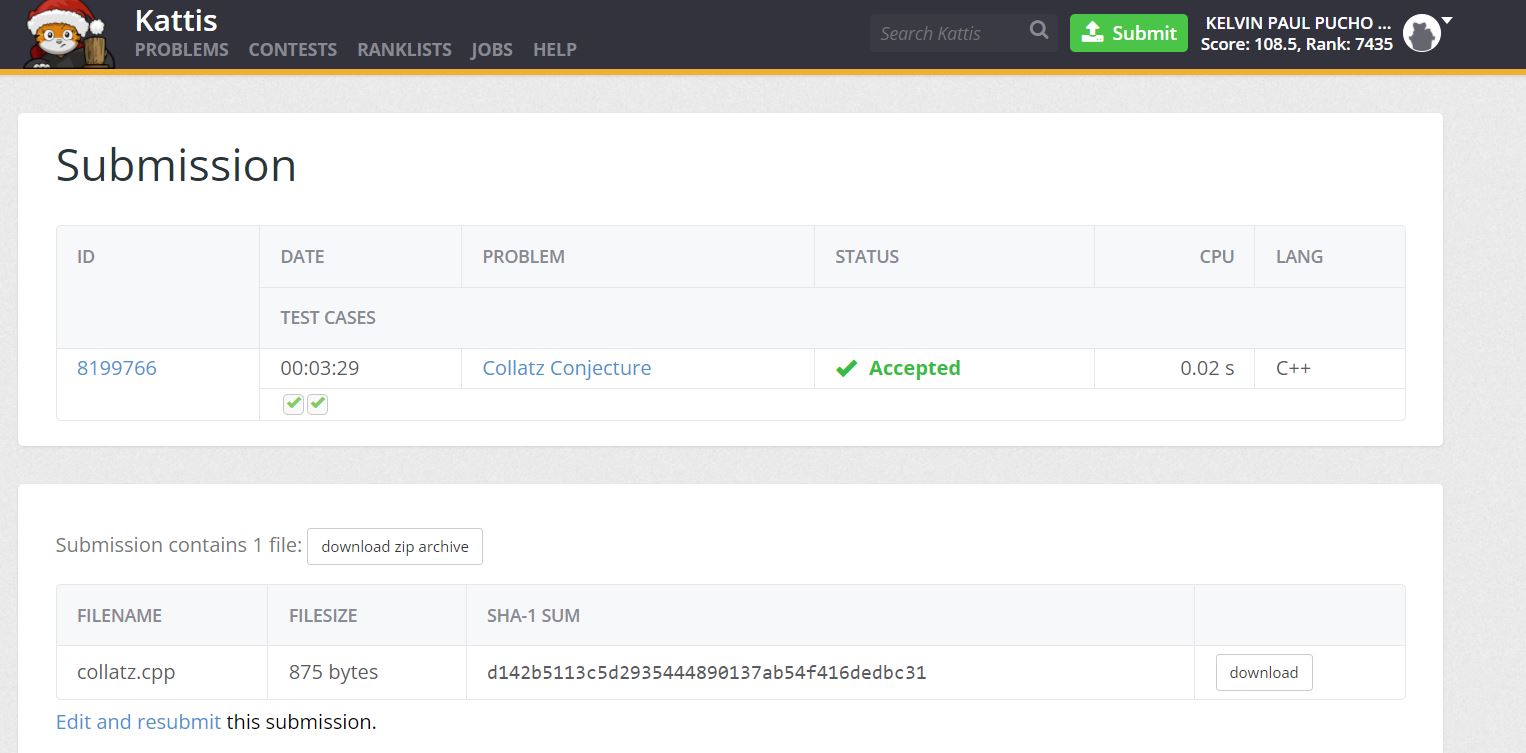 Kattis
PROBLEMS CONTESTS RANKLISTS JOBS HELP
Search Kattis
Submit
KELVIN PAUL PUCHO ...
Score: 108.5, Rank: 7435
Submission
ID DATE PROBLEM STATUS CPU LANG
TEST CASES
8199766 00:03:29 Collatz Conjecture Accepted 0.02 s C++
Submission contains 1 file: download zip archive
FILENAME FILESIZE SHA-1 SUM
collatz.cpp 875 bytes d142b5113c5d2935444890137ab54f416dedbc31 download
Edit and resubmit this submission.